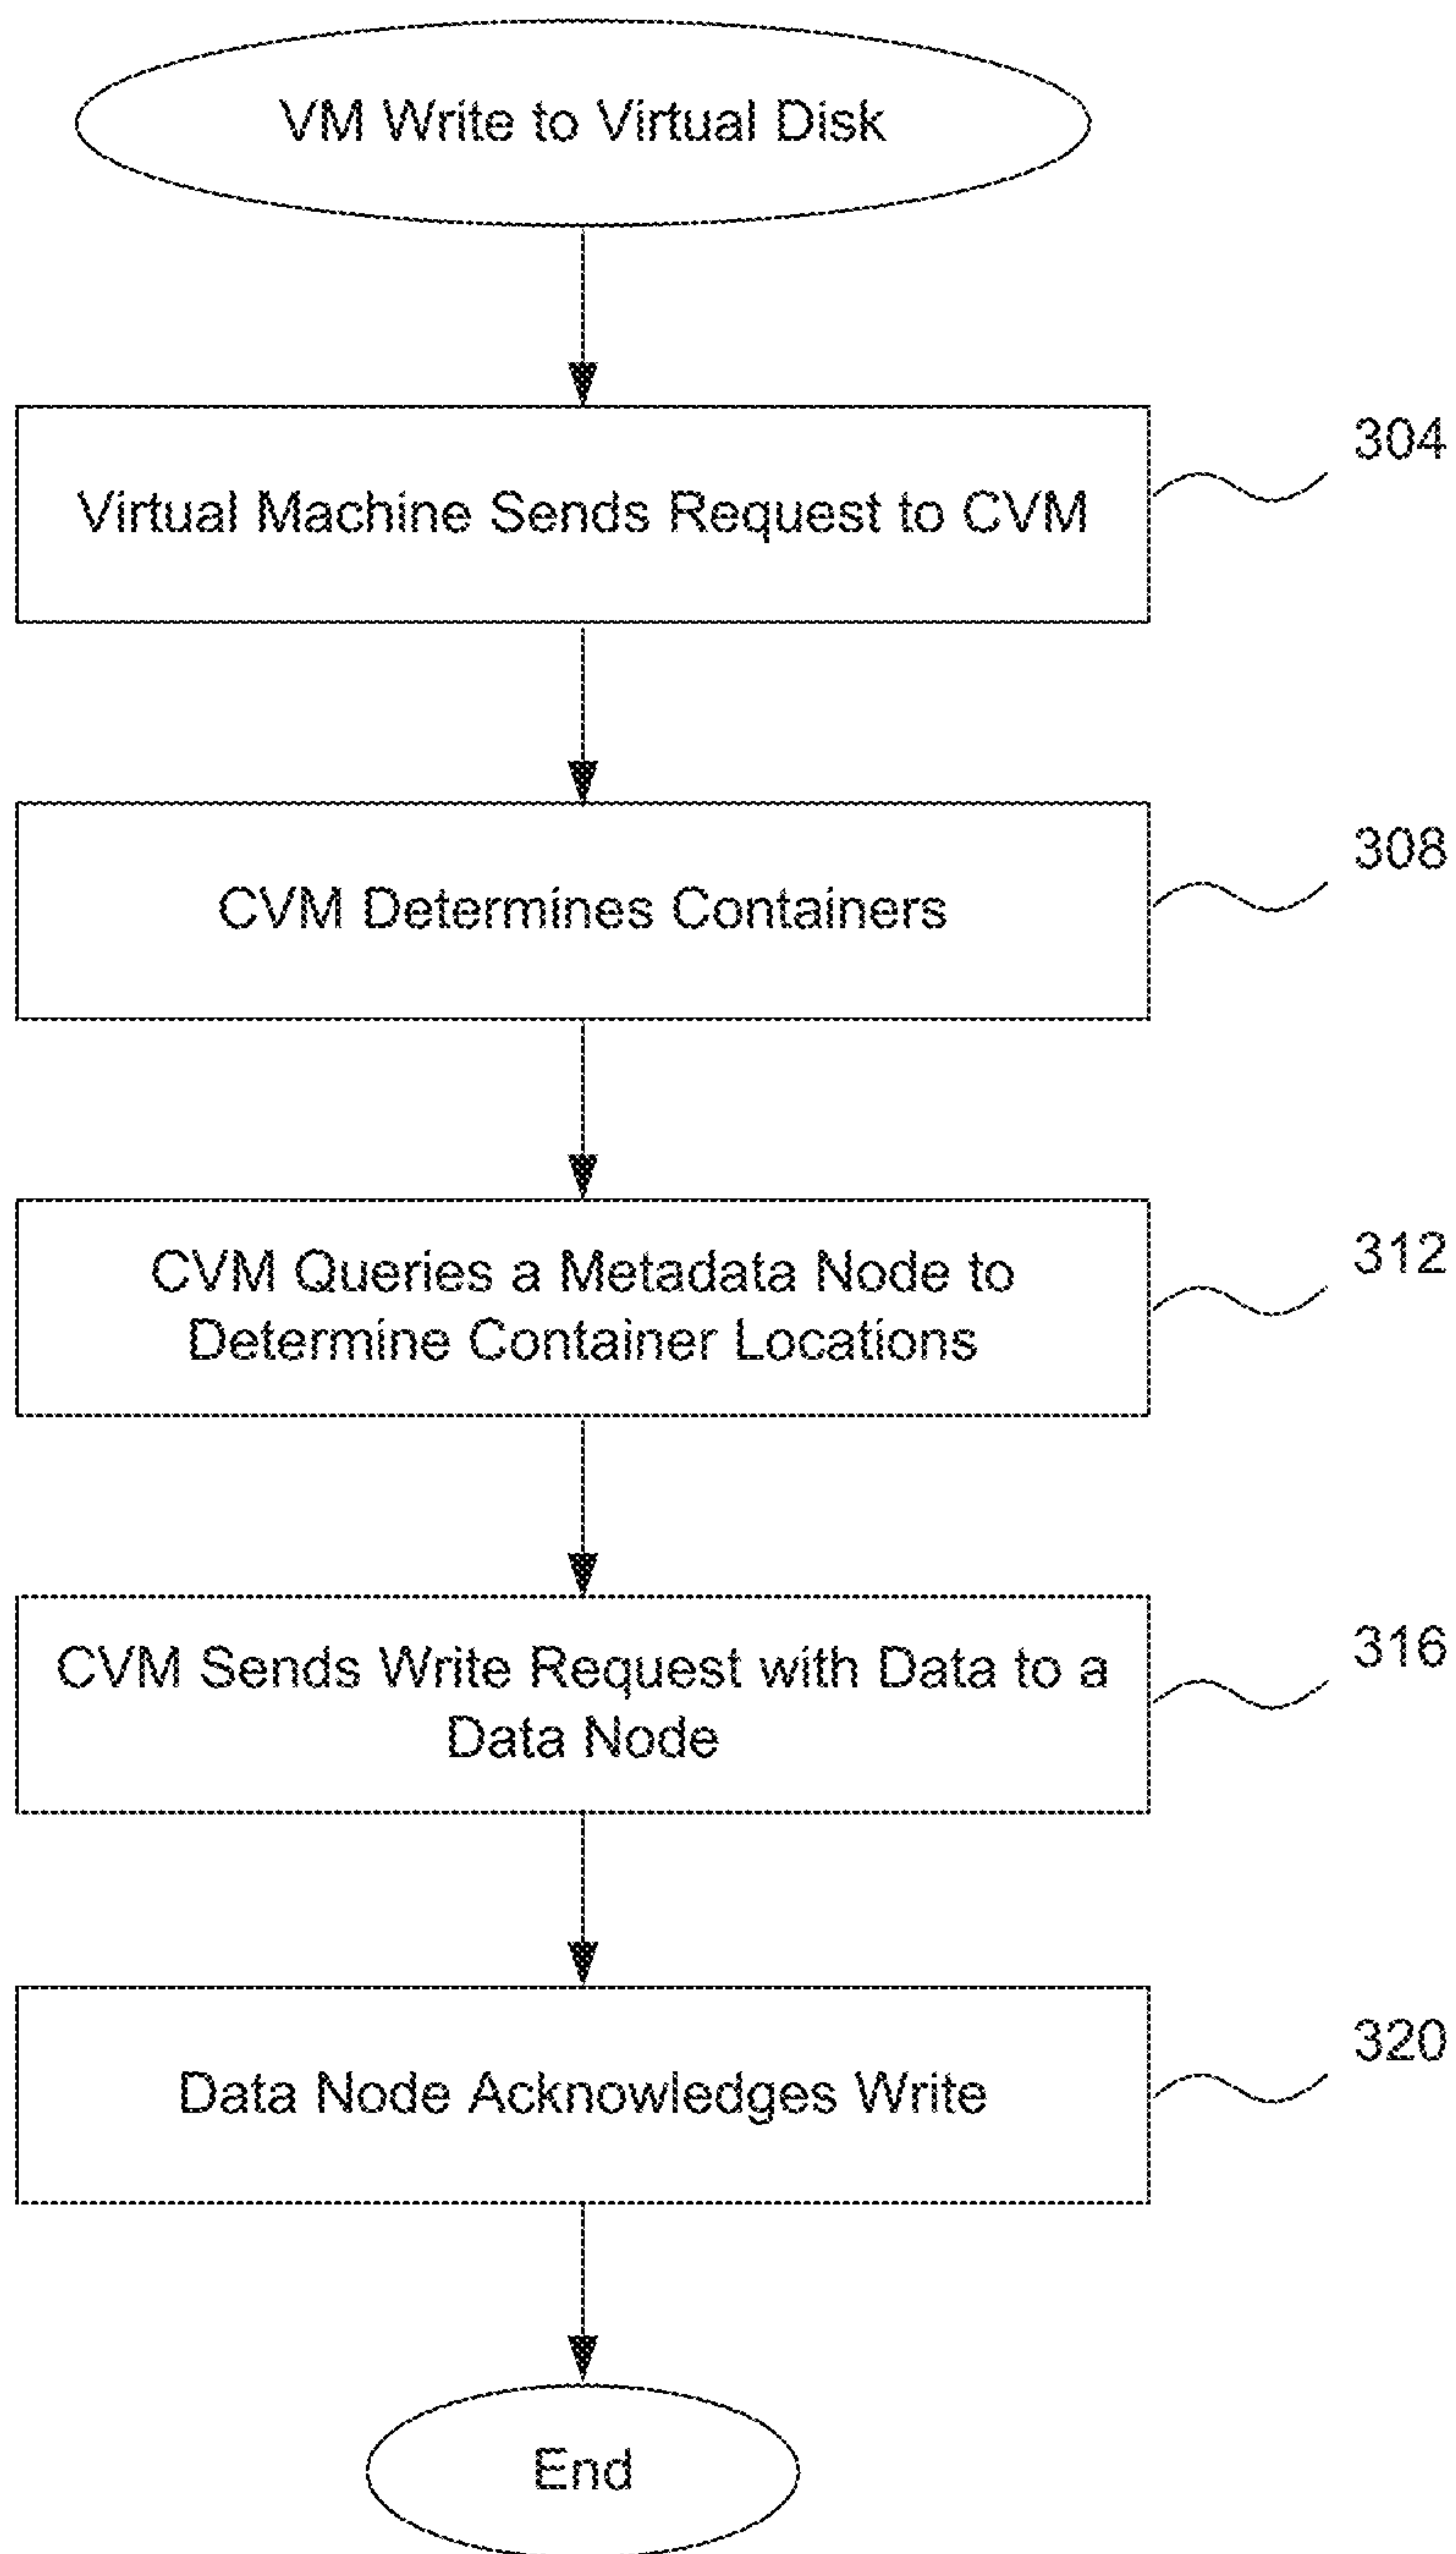 VM Write to Virtual Disk
304
Virtual Machine Sends Request to CVM
308
CVM Determines Containers
312
CVM Queries a Metadata Node to
Determine Container Locations
316
CVM Sends Write Request with Data to a
Data Node
320
Data Node Acknowledges Write
End